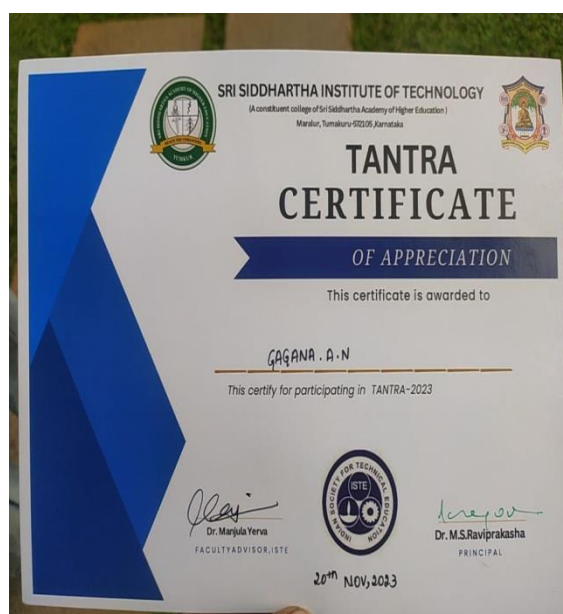 SRI SIDDHARTHA INSTITUTE OF TECHNOLOGY
(A constituent college of Sri Siddhartha Academy of Higher Education )
Maralur, Tumakuru-572105 ,Karnataka
TUMKUR
TANTRA
CERTIFICATE
OF APPRECIATION
This certificate is awarded to
GAGANA . A . N
This certify for participating in TANTRA-2023
INDIAN SOCIETY FOR TECHNICAL EDUCATION
ISTE
Dr. Manjula Yerva
FACULTYADVISOR,ISTE
Dr. M.S.Raviprakasha
PRINCIPAL
20th NOV,2023